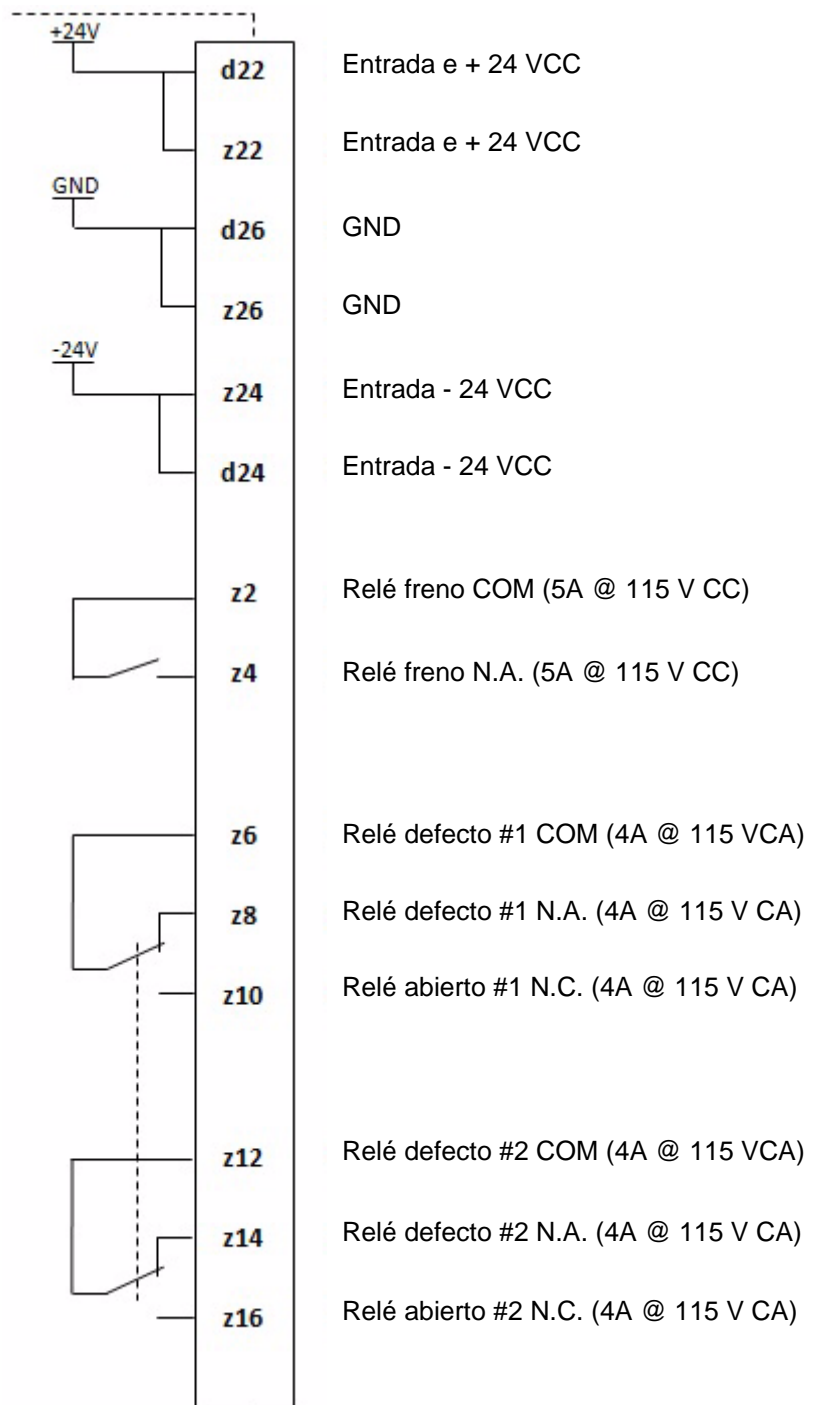 +24V
d22 Entrada e + 24 VCC
z22 Entrada e + 24 VCC
GND
d26 GND
z26 GND
-24V
z24 Entrada - 24 VCC
d24 Entrada - 24 VCC
z2 Relé freno COM (5A @ 115 V CC)
z4 Relé freno N.A. (5A @ 115 V CC)
z6 Relé defecto #1 COM (4A @ 115 VCA)
z8 Relé defecto #1 N.A. (4A @ 115 V CA)
z10 Relé abierto #1 N.C. (4A @ 115 V CA)
z12 Relé defecto #2 COM (4A @ 115 VCA)
z14 Relé defecto #2 N.A. (4A @ 115 V CA)
z16 Relé abierto #2 N.C. (4A @ 115 V CA)